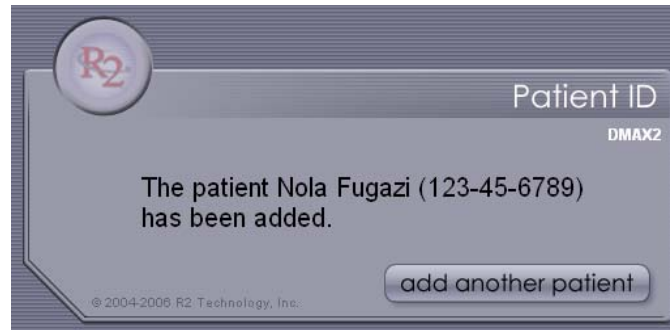 R2
Patient ID
DMAX2
The patient Nola Fugazi (123-45-6789)
has been added.
add another patient
© 2004-2006 R2 Technology, Inc.